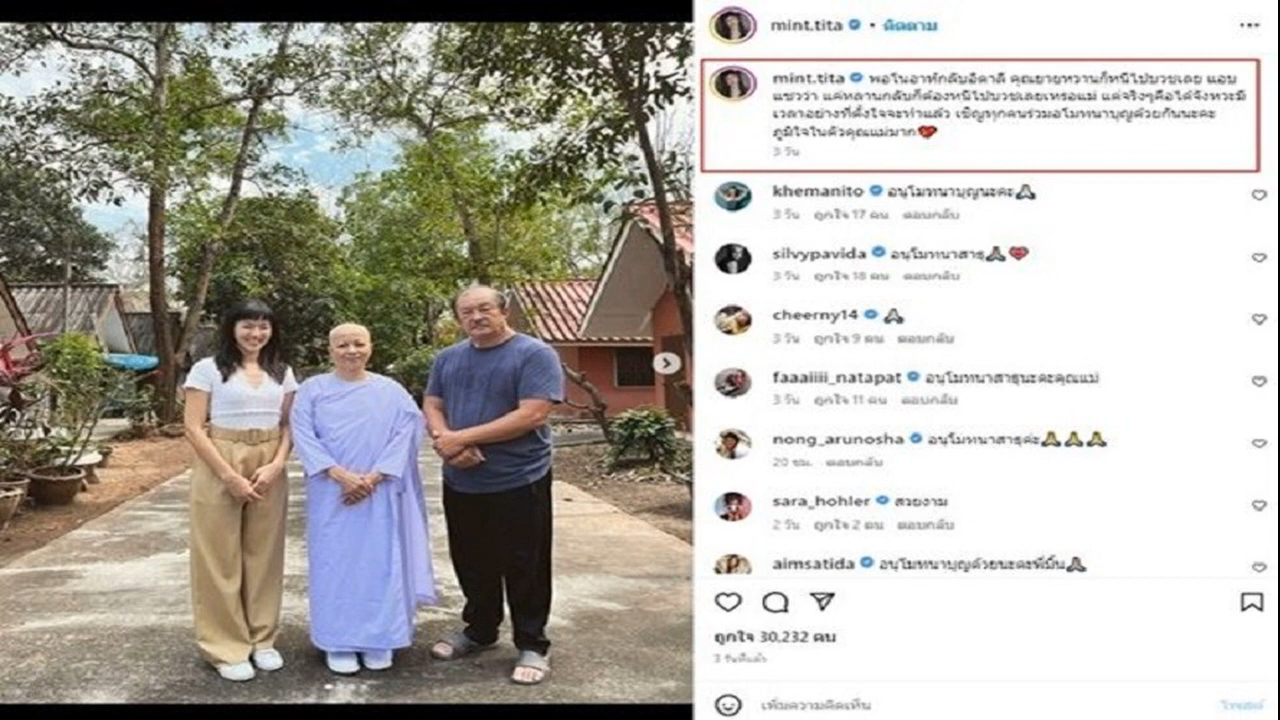 mint.tita • ติดตาม
mint.tita พอโนอาห์กลับอิตาลี คุณยายหวานก็หนีไปบวชเลย แอบ
แซวว่า แค่หลานกลับก็ต้องหนีไปบวชเลยเหรอแม่ แต่จริงๆคือได้จังหวะมี
เวลาอย่างที่ตั้งใจจะทำแล้ว เชิญทุกคนร่วมอโมทนาบุญด้วยกันนะคะ
ภูมิใจในตัวคุณแม่มาก❤️
3 วัน
khemanito อนุโมทนาบุญนะคะ🙏
3 วัน ถูกใจ 17 คน ตอบกลับ
silvypavida อนุโมทนาสาธุ🙏❤️
3 วัน ถูกใจ 18 คน ตอบกลับ
cheerny14 🙏
3 วัน ถูกใจ 9 คน ตอบกลับ
faaaiiiii_natapat อนุโมทนาสาธุนะคะคุณแม่
3 วัน ถูกใจ 11 คน ตอบกลับ
nong_arunosha อนุโมทนาสาธุค่ะ🙏🙏🙏
20 ชม. ตอบกลับ
sara_hohler สวยงาม
2 วัน ถูกใจ 2 คน ตอบกลับ
aimsatida อนุโมทนาบุญด้วยนะคะพี่มิ้น🙏
ถูกใจ 30,232 คน
3 วันที่แล้ว
เพิ่มความคิดเห็น
โพสต์